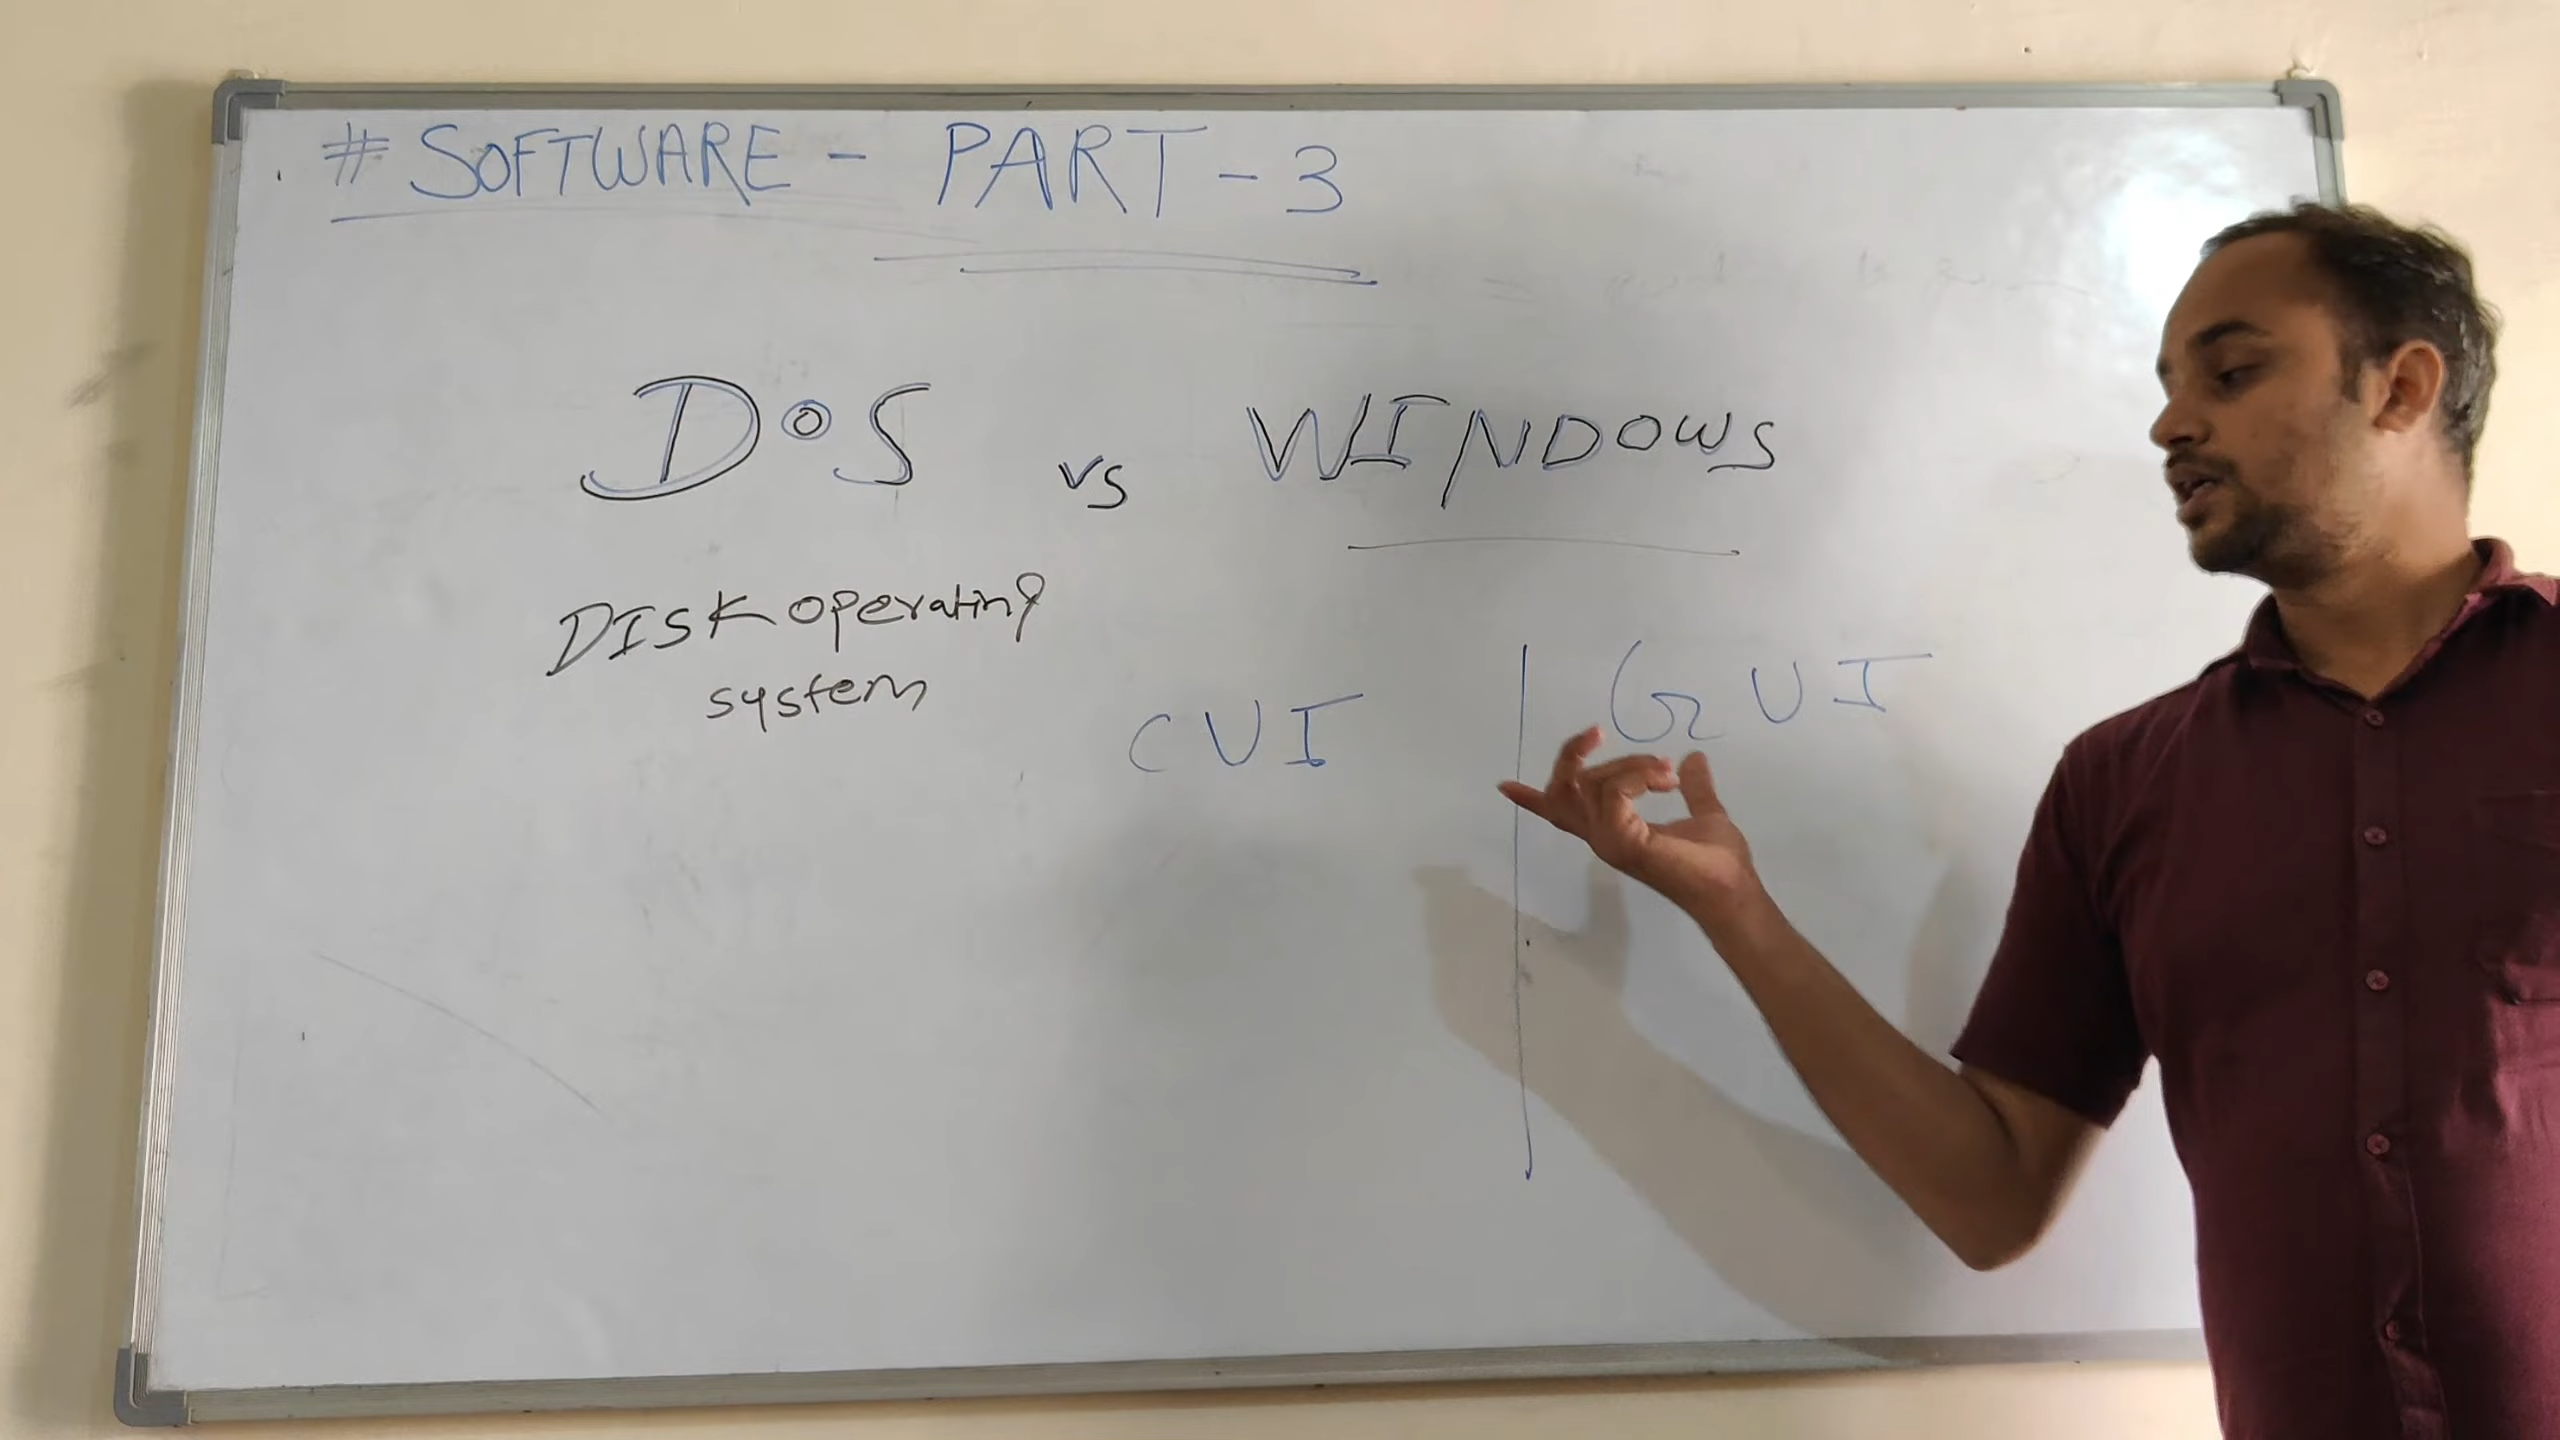 # SOFTWARE - PART - 3
DOS vs WINDOWS
DISK operating
system
CUI | GUI